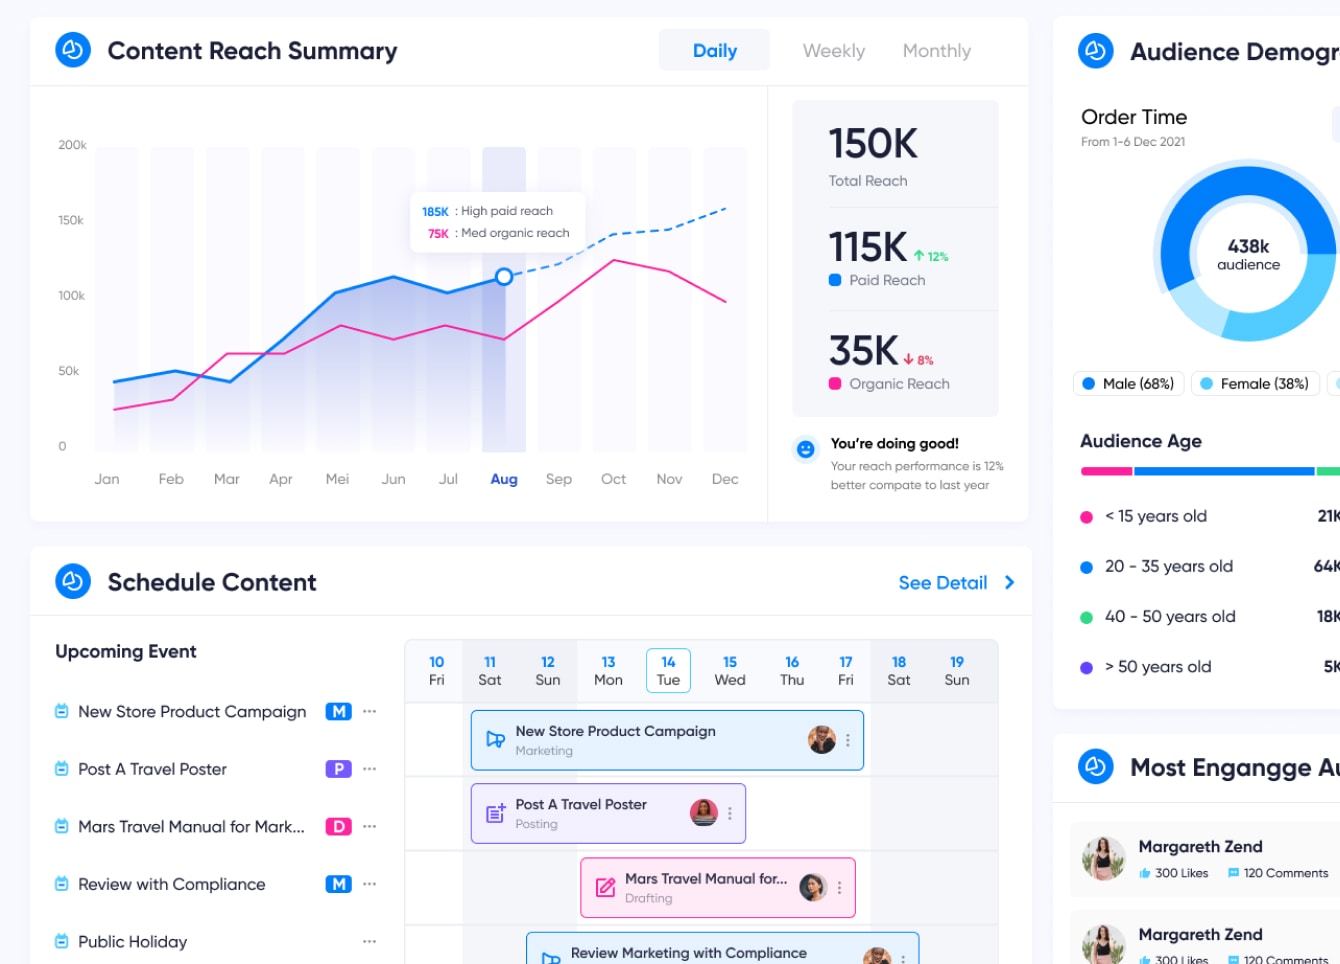 Content Reach Summary
Daily Weekly Monthly
200k
150k
100k
50k
0
185K : High paid reach
75K : Med organic reach
Jan Feb Mar Apr Mei Jun Jul Aug Sep Oct Nov Dec
150K
Total Reach
115K 12%
Paid Reach
35K 8%
Organic Reach
You're doing good!
Your reach performance is 12%
better compate to last year
Schedule Content
See Detail
Upcoming Event
New Store Product Campaign M
Post A Travel Poster P
Mars Travel Manual for Mark... D
Review with Compliance M
Public Holiday
10 11 12 13 14 15 16 17 18 19
Fri Sat Sun Mon Tue Wed Thu Fri Sat Sun
New Store Product Campaign
Marketing
Post A Travel Poster
Posting
Mars Travel Manual for...
Drafting
Review Marketing with Compliance
Audience Demogr
Order Time
From 1-6 Dec 2021
438k
audience
Male (68%) Female (38%)
Audience Age
< 15 years old 21K
20 - 35 years old 64K
40 - 50 years old 18K
> 50 years old 5K
Most Engangge Au
Margareth Zend
300 Likes 120 Comments
Margareth Zend
300 Likes 120 Comments